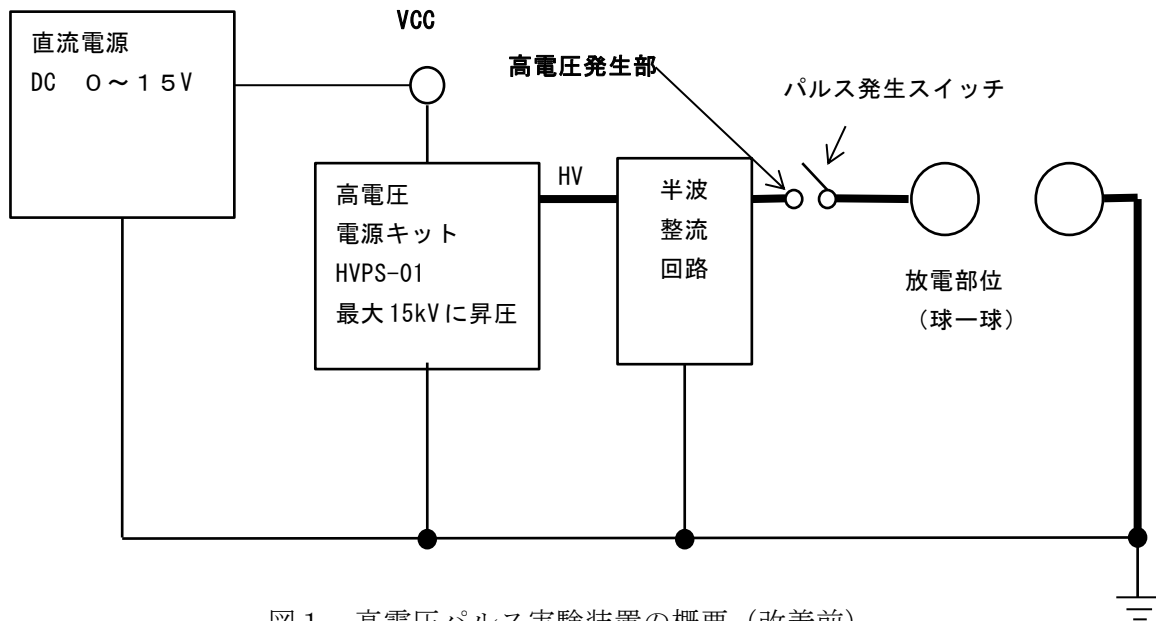 直流電源
DC ０～１５V
VCC
高電圧発生部
パルス発生スイッチ
高電圧
電源キット
HVPS-01
最大15kVに昇圧
HV
半波
整流
回路
放電部位
（球―球）
図１ 高電圧パルス実験装置の概要（改善前）